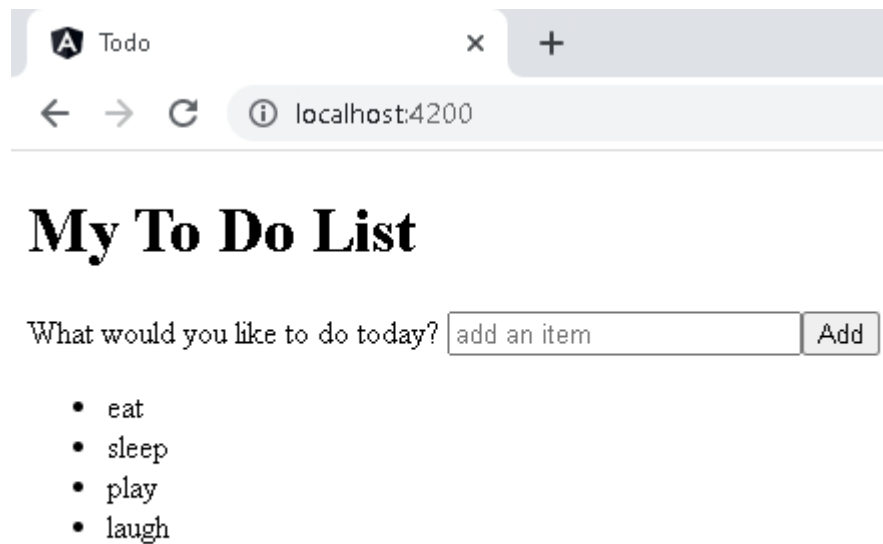 Todo
localhost:4200
My To Do List
What would you like to do today? add an item Add
eat
sleep
play
laugh